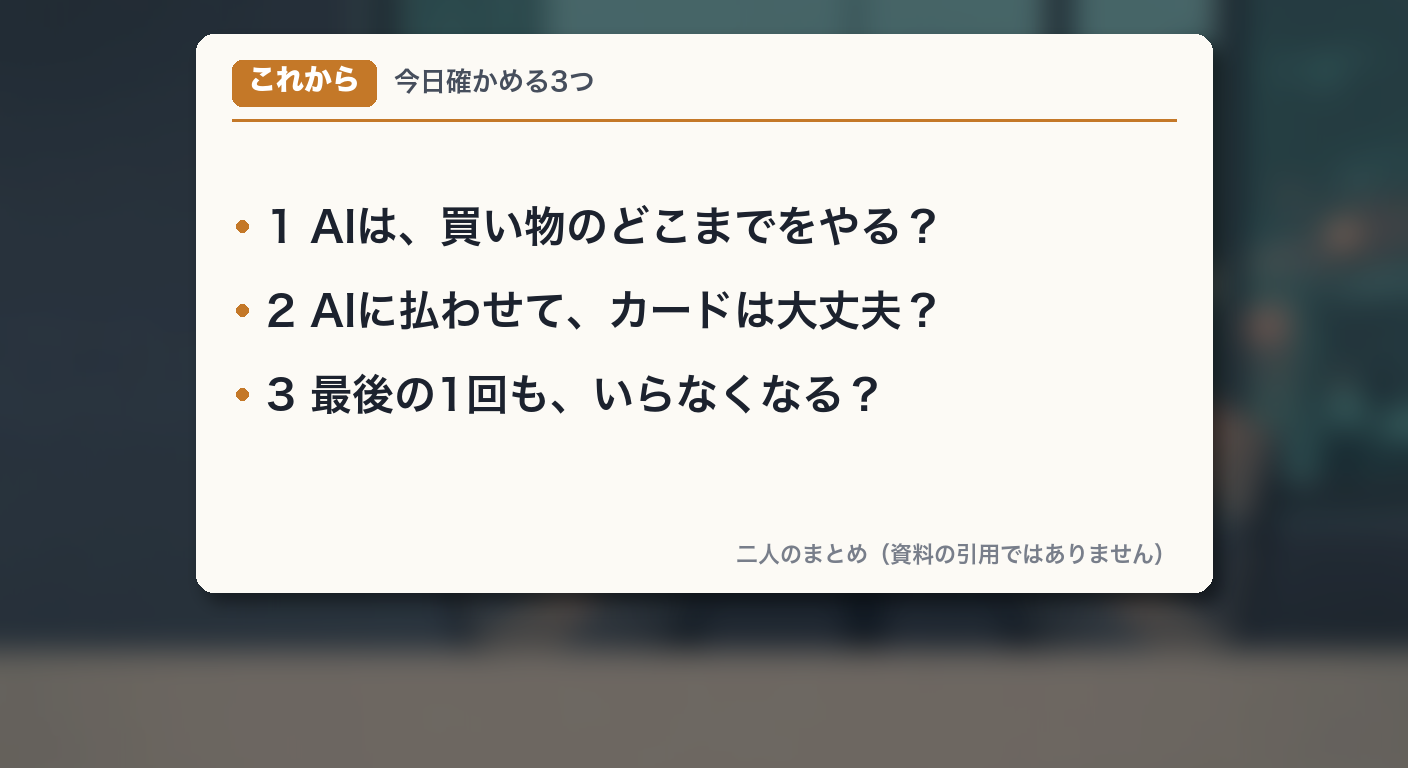 これから 今日確かめる3つ
• 1 AIは、買い物のどこまでをやる？
• 2 AIに払わせて、カードは大丈夫？
• 3 最後の1回も、いらなくなる？
二人のまとめ（資料の引用ではありません）